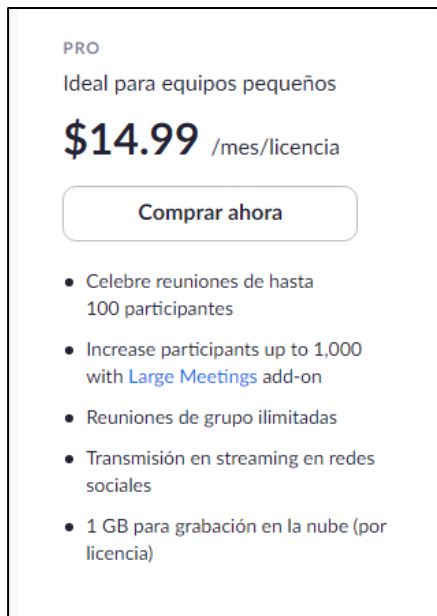 PRO
Ideal para equipos pequeños
$14.99 /mes/licencia
Comprar ahora
• Celebre reuniones de hasta
100 participantes
• Increase participants up to 1,000
with Large Meetings add-on
• Reuniones de grupo ilimitadas
• Transmisión en streaming en redes
sociales
• 1 GB para grabación en la nube (por
licencia)